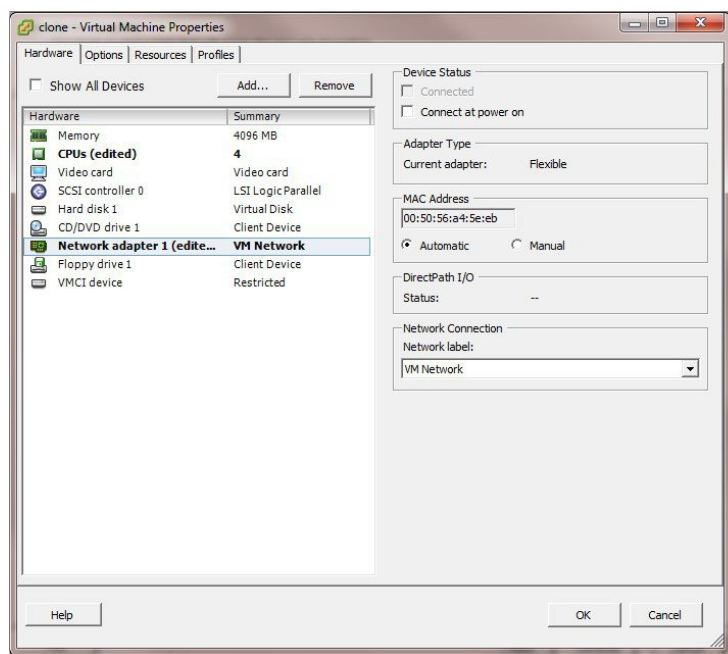 clone - Virtual Machine Properties
Hardware Options Resources Profiles
Show All Devices
Add...
Remove
Hardware Summary
Memory 4096 MB
CPUs (edited) 4
Video card Video card
SCSI controller 0 LSI Logic Parallel
Hard disk 1 Virtual Disk
CD/DVD drive 1 Client Device
Network adapter 1 (edite... VM Network
Floppy drive 1 Client Device
VMCI device Restricted
Device Status
Connected
Connect at power on
Adapter Type
Current adapter: Flexible
MAC Address
00:50:56:a4:5e:eb
Automatic Manual
DirectPath I/O
Status: --
Network Connection
Network label:
VM Network
Help
OK
Cancel